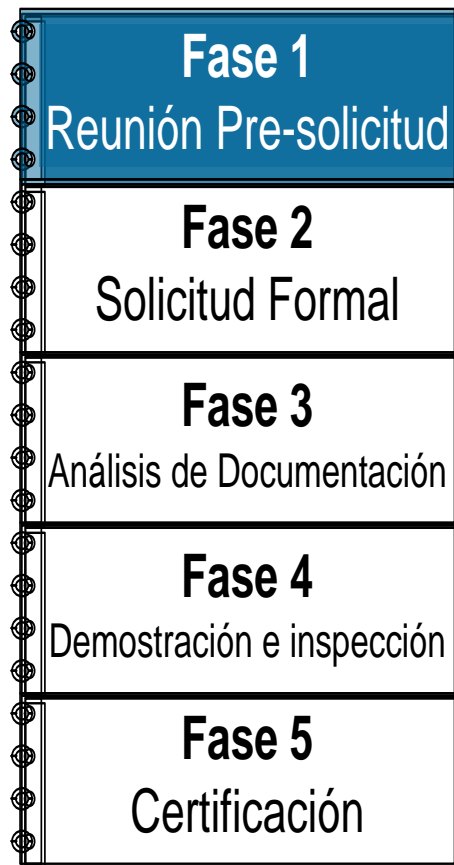 Fase 1
Reunión Pre-solicitud
Fase 2
Solicitud Formal
Fase 3
Análisis de Documentación
Fase 4
Demostración e inspección
Fase 5
Certificación